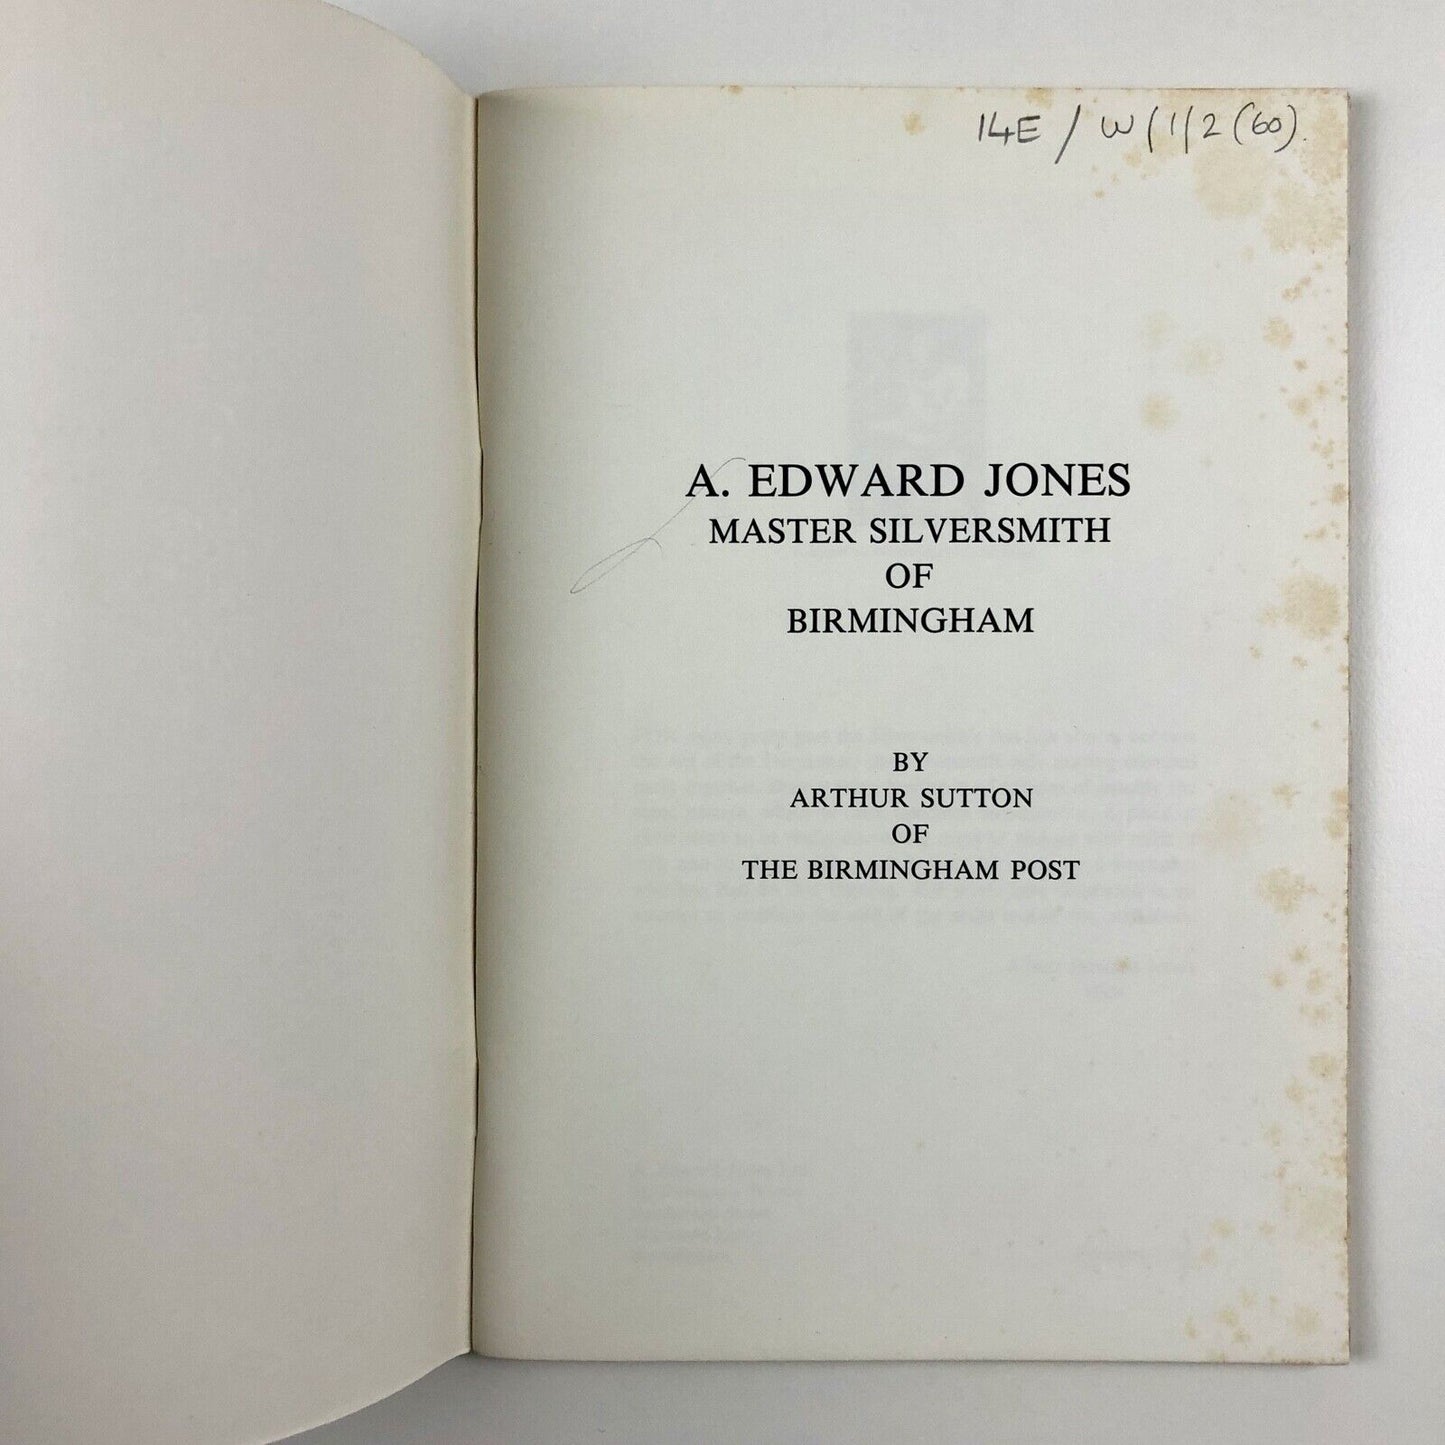 14E / W/1/2 (60).
A. EDWARD JONES
MASTER SILVERSMITH
OF
BIRMINGHAM
BY
ARTHUR SUTTON
OF
THE BIRMINGHAM POST